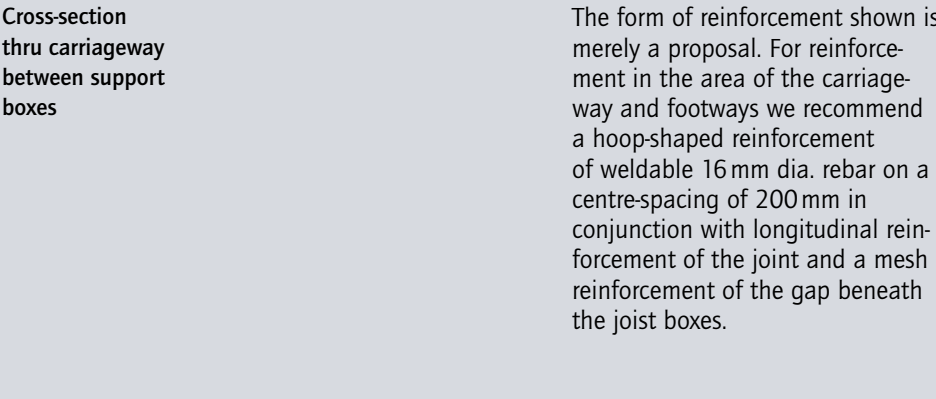 Cross-section
thru carriageway
between support
boxes
The form of reinforcement shown is
merely a proposal. For reinforce-
ment in the area of the carriage-
way and footways we recommend
a hoop-shaped reinforcement
of weldable 16 mm dia. rebar on a
centre-spacing of 200 mm in
conjunction with longitudinal rein-
forcement of the joint and a mesh
reinforcement of the gap beneath
the joist boxes.